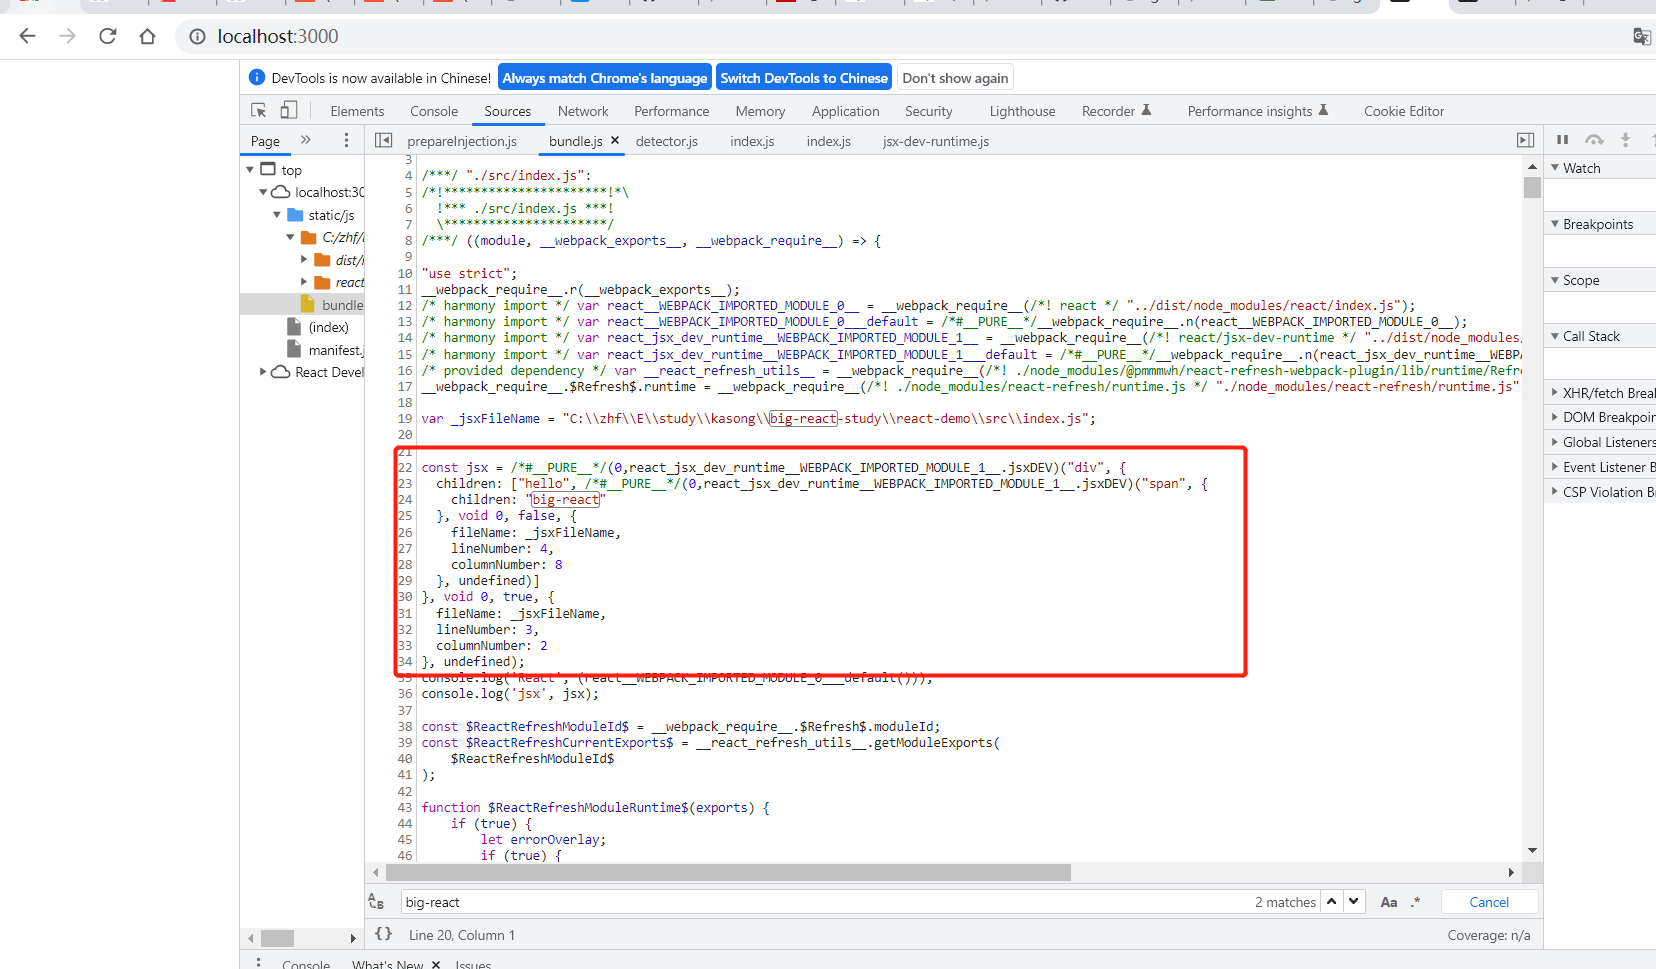 localhost:3000
DevTools is now available in Chinese! Always match Chrome's language Switch DevTools to Chinese Don't show again
Elements Console Sources Network Performance Memory Application Security Lighthouse Recorder Performance insights Cookie Editor
Page prepareInjection.js bundle.js × detector.js index.js index.js jsx-dev-runtime.js
top
localhost:30
static/js
C:/zhf/
dist/
react
bundle
(index)
manifest.j
React Devel
3
4 /***/ "./src/index.js":
5 /*!**********************!*\
6 !*** ./src/index.js ***!
7 \**********************/
8 /***/ ((module, __webpack_exports__, __webpack_require__) => {
9
10 "use strict";
11 __webpack_require__.r(__webpack_exports__);
12 /* harmony import */ var react__WEBPACK_IMPORTED_MODULE_0__ = __webpack_require__(/*! react */ "../dist/node_modules/react/index.js");
13 /* harmony import */ var react__WEBPACK_IMPORTED_MODULE_0___default = /*#__PURE__*/__webpack_require__.n(react__WEBPACK_IMPORTED_MODULE_0__);
14 /* harmony import */ var react_jsx_dev_runtime__WEBPACK_IMPORTED_MODULE_1__ = __webpack_require__(/*! react/jsx-dev-runtime */ "../dist/node_modules/
15 /* harmony import */ var react_jsx_dev_runtime__WEBPACK_IMPORTED_MODULE_1___default = /*#__PURE__*/__webpack_require__.n(react_jsx_dev_runtime__WEBPA
16 /* provided dependency */ var __react_refresh_utils__ = __webpack_require__(/*! ./node_modules/@pmmmwh/react-refresh-webpack-plugin/lib/runtime/Refre
17 __webpack_require__.$Refresh$.runtime = __webpack_require__(/*! ./node_modules/react-refresh/runtime.js */ "./node_modules/react-refresh/runtime.js"
18
19 var _jsxFileName = "C:\\zhf\\E\\study\\kasong\\big-react-study\\react-demo\\src\\index.js";
20
21
22 const jsx = /*#__PURE__*/(0,react_jsx_dev_runtime__WEBPACK_IMPORTED_MODULE_1__.jsxDEV)("div", {
23 children: ["hello", /*#__PURE__*/(0,react_jsx_dev_runtime__WEBPACK_IMPORTED_MODULE_1__.jsxDEV)("span", {
24 children: "big-react"
25 }, void 0, false, {
26 fileName: _jsxFileName,
27 lineNumber: 4,
28 columnNumber: 8
29 }, undefined)]
30 }, void 0, true, {
31 fileName: _jsxFileName,
32 lineNumber: 3,
33 columnNumber: 2
34 }, undefined);
35 console.log('React', (react__WEBPACK_IMPORTED_MODULE_0___default()));
36 console.log('jsx', jsx);
37
38 const $ReactRefreshModuleId$ = __webpack_require__.$Refresh$.moduleId;
39 const $ReactRefreshCurrentExports$ = __react_refresh_utils__.getModuleExports(
40 $ReactRefreshModuleId$
41 );
42
43 function $ReactRefreshModuleRuntime$(exports) {
44 if (true) {
45 let errorOverlay;
46 if (true) {
Watch
Breakpoints
Scope
Call Stack
XHR/fetch Brea
DOM Breakpoin
Global Listeners
Event Listener B
CSP Violation Br
big-react 2 matches Aa .* Cancel
{} Line 20, Column 1 Coverage: n/a
Console What's New × Issues